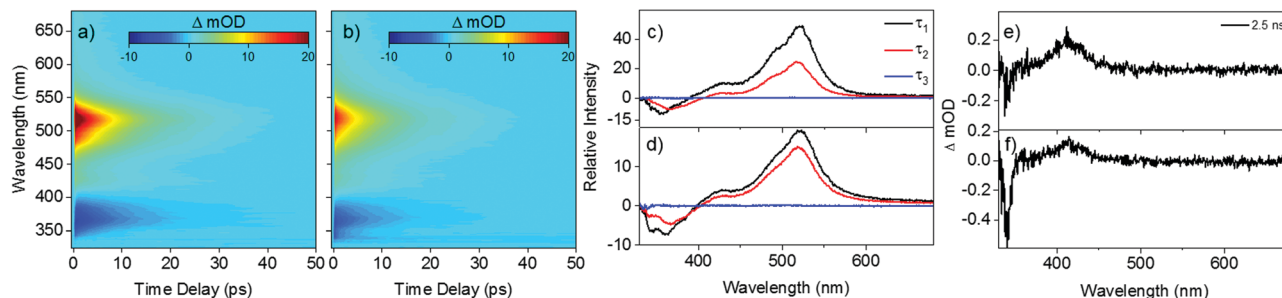 a)
Δ mOD
-10 0 10 20
Wavelength (nm)
650
600
550
500
450
400
350
0 10 20 30 40 50
Time Delay (ps)
b)
Δ mOD
-10 0 10 20
0 10 20 30 40 50
Time Delay (ps)
c)
τ1
τ2
τ3
Relative Intensity
40
20
0
-15
d)
10
0
-10
400 500 600
Wavelength (nm)
e)
2.5 ns
Δ mOD
0.2
0.0
-0.2
f)
0.2
0.0
-0.2
-0.4
400 500 600
Wavelength (nm)